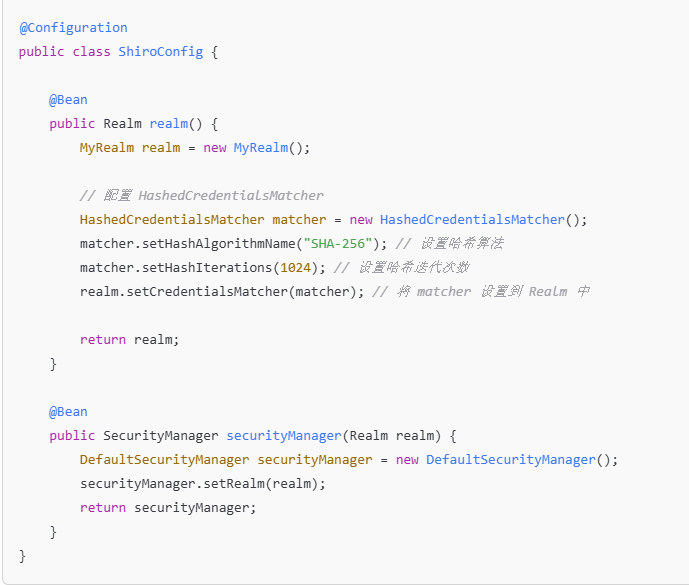 @Configuration
public class ShiroConfig {
@Bean
public Realm realm() {
MyRealm realm = new MyRealm();
// 配置 HashedCredentialsMatcher
HashedCredentialsMatcher matcher = new HashedCredentialsMatcher();
matcher.setHashAlgorithmName("SHA-256"); // 设置哈希算法
matcher.setHashIterations(1024); // 设置哈希迭代次数
realm.setCredentialsMatcher(matcher); // 将 matcher 设置到 Realm 中
return realm;
}
@Bean
public SecurityManager securityManager(Realm realm) {
DefaultSecurityManager securityManager = new DefaultSecurityManager();
securityManager.setRealm(realm);
return securityManager;
}
}